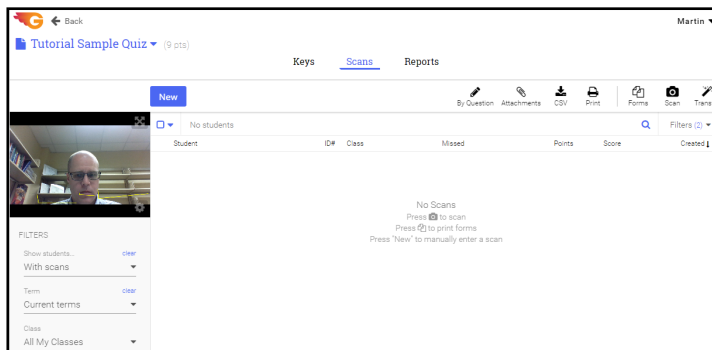 Back
Martin
Tutorial Sample Quiz (9 pts)
Keys Scans Reports
New
By Question Attachments CSV Print Forms Scan Trans
No students Filters (2)
Student ID# Class Missed Points Score Created
No Scans
Press to scan
Press to print forms
Press "New" to manually enter a scan
FILTERS
Show students... clear
With scans
Term clear
Current terms
Class
All My Classes